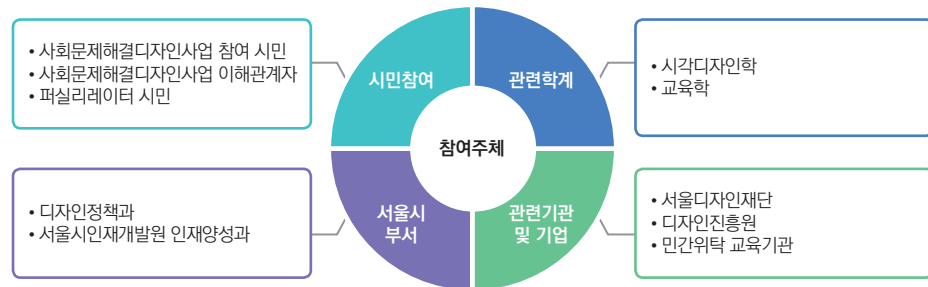 • 사회문제해결디자인사업 참여 시민
• 사회문제해결디자인사업 이해관계자
• 퍼실리레이터 시민
시민참여
관련학계
• 시각디자인학
• 교육학
참여주체
• 디자인정책과
• 서울시인재개발원 인재양성과
서울시
부서
관련기관
및 기업
• 서울디자인재단
• 디자인진흥원
• 민간위탁 교육기관